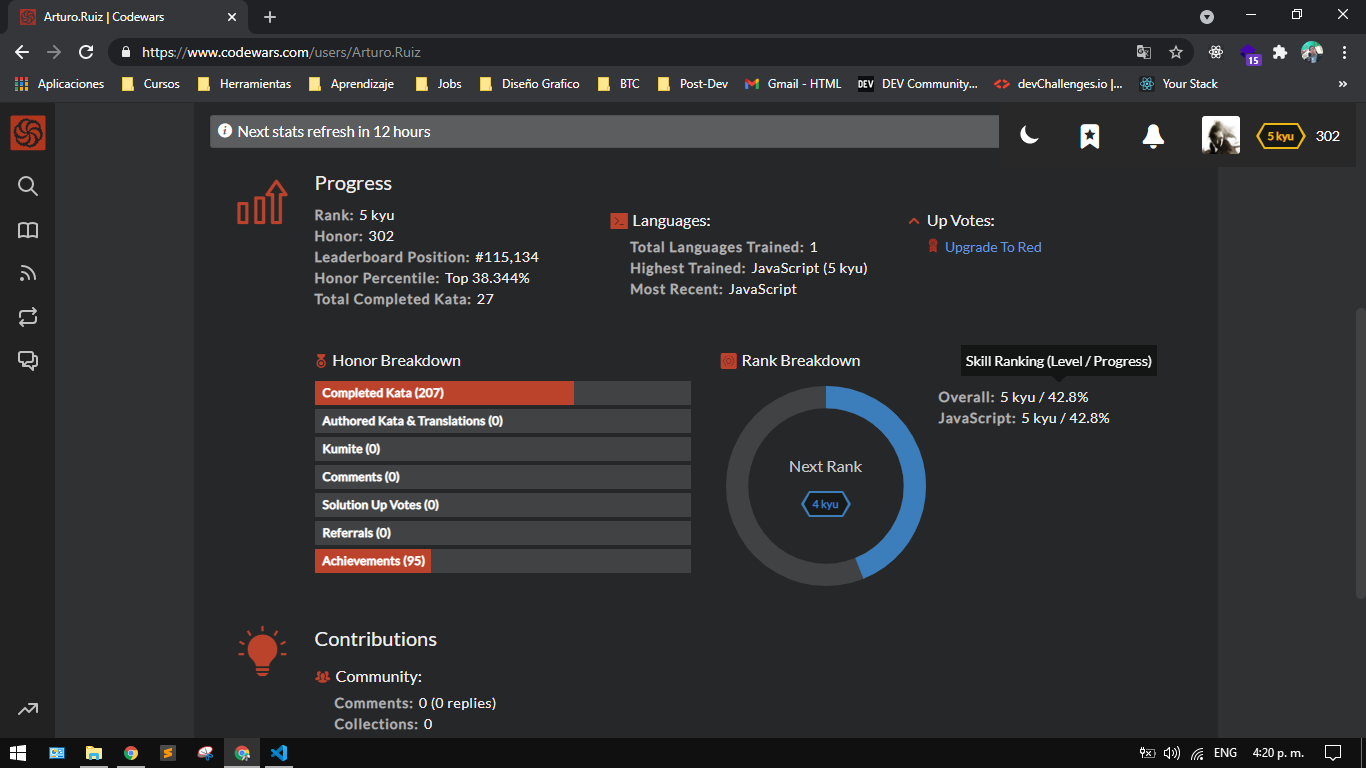 Arturo.Ruiz | Codewars
https://www.codewars.com/users/Arturo.Ruiz
15
Aplicaciones
Cursos
Herramientas
Aprendizaje
Jobs
Diseño Grafico
BTC
Post-Dev
Gmail - HTML
DEV
DEV Community...
devChallenges.io |...
Your Stack
»
Next stats refresh in 12 hours
5 kyu
302
Progress
Rank: 5 kyu
Honor: 302
Leaderboard Position: #115,134
Honor Percentile: Top 38.344%
Total Completed Kata: 27
Languages:
Total Languages Trained: 1
Highest Trained: JavaScript (5 kyu)
Most Recent: JavaScript
Up Votes:
Upgrade To Red
Honor Breakdown
Completed Kata (207)
Authored Kata & Translations (0)
Kumite (0)
Comments (0)
Solution Up Votes (0)
Referrals (0)
Achievements (95)
Rank Breakdown
Next Rank
4 kyu
Skill Ranking (Level / Progress)
Overall: 5 kyu / 42.8%
JavaScript: 5 kyu / 42.8%
Contributions
Community:
Comments: 0 (0 replies)
Collections: 0
ENG
4:20 p. m.